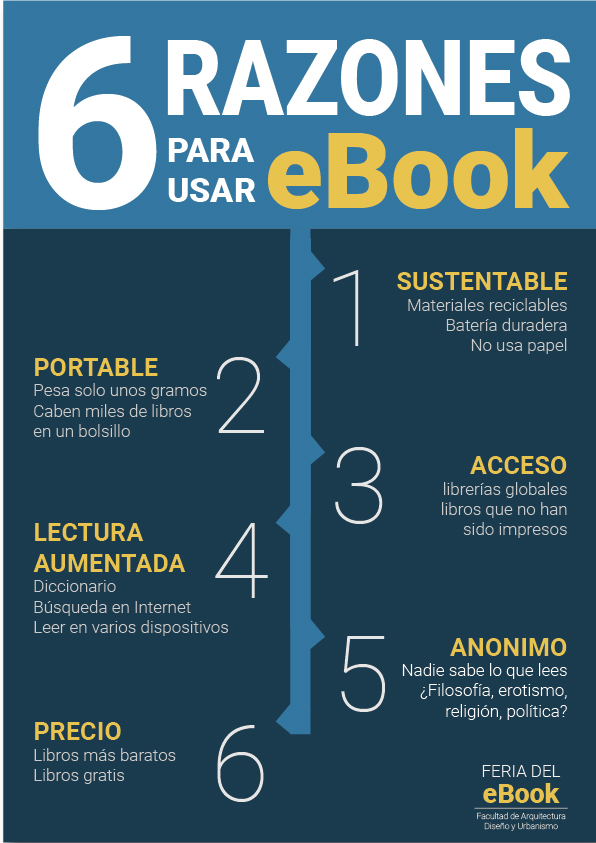 6 RAZONES
PARA
USAR eBook
1
SUSTENTABLE
Materiales reciclables
Batería duradera
No usa papel
2
PORTABLE
Pesa solo unos gramos
Caben miles de libros
en un bolsillo
3
ACCESO
librerías globales
libros que no han
sido impresos
4
LECTURA
AUMENTADA
Diccionario
Búsqueda en Internet
Leer en varios dispositivos
5
ANONIMO
Nadie sabe lo que lees
¿Filosofía, erotismo,
religión, política?
6
PRECIO
Libros más baratos
Libros gratis
FERIA DEL
eBook
Facultad de Arquitectura
Diseño y Urbanismo